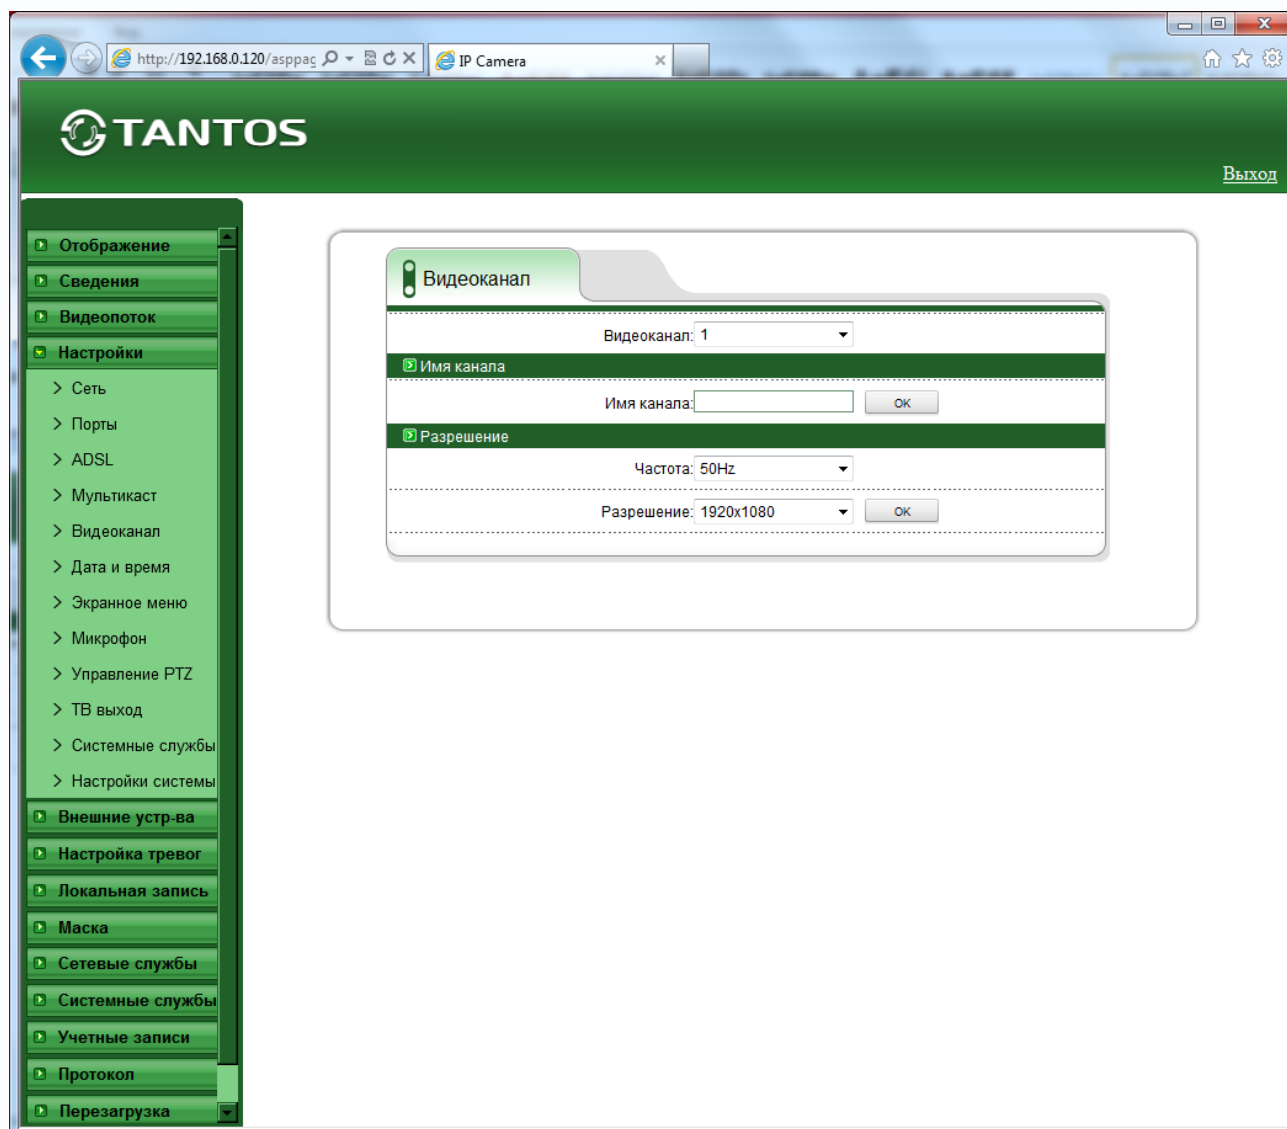 http://192.168.0.120/asppag
IP Camera
TANTOS
Выход
Отображение
Сведения
Видеопоток
Настройки
Сеть
Порты
ADSL
Мультикаст
Видеоканал
Дата и время
Экранное меню
Микрофон
Управление PTZ
ТВ выход
Системные службы
Настройки системы
Внешние устр-ва
Настройка тревог
Локальная запись
Маска
Сетевые службы
Системные службы
Учетные записи
Протокол
Перезагрузка
Видеоканал
Видеоканал: 1
Имя канала
Имя канала: OK
Разрешение
Частота: 50Hz
Разрешение: 1920x1080 OK